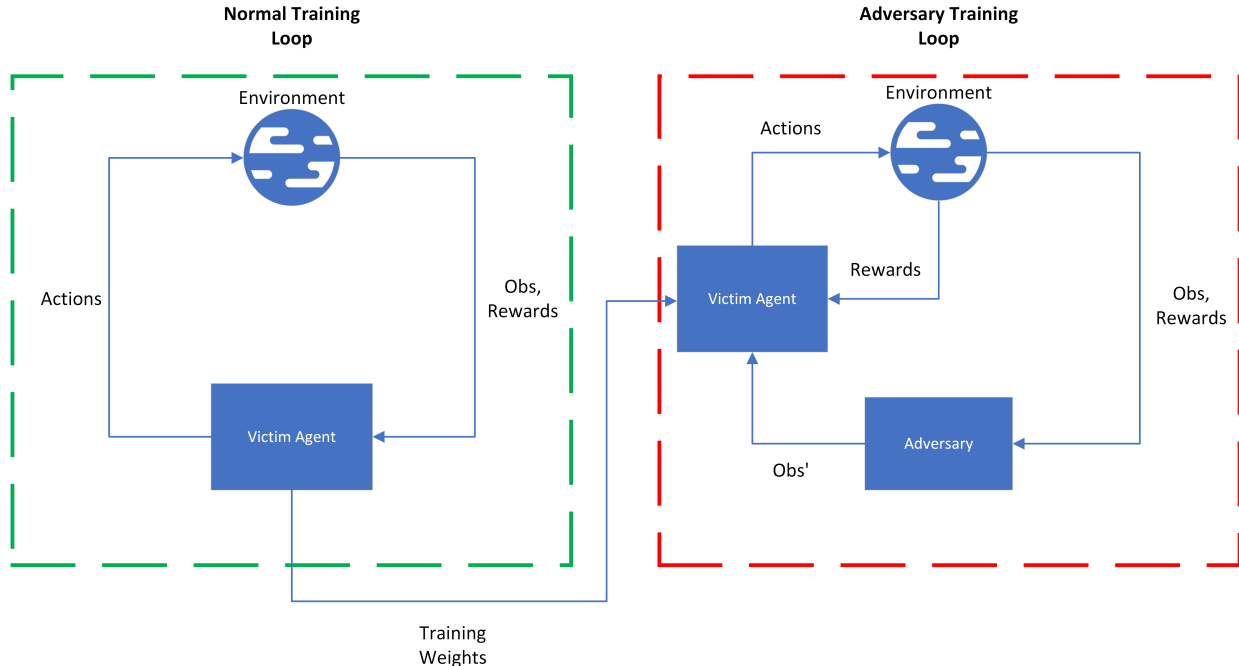 Normal Training
Loop
Environment
Actions
Obs,
Rewards
Victim Agent
Training
Weights
Adversary Training
Loop
Environment
Actions
Victim Agent
Rewards
Obs,
Rewards
Adversary
Obs'